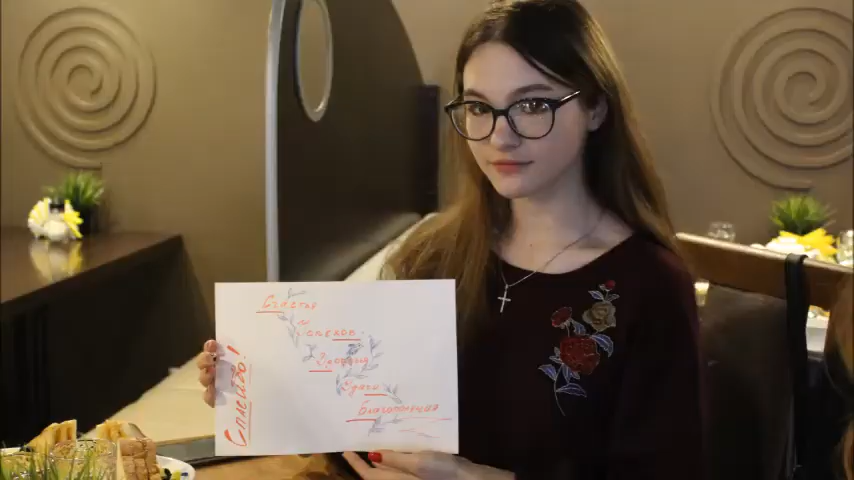 Счастья
Успехов
Здоровья
Удачи
Благополучия
Спасибо!